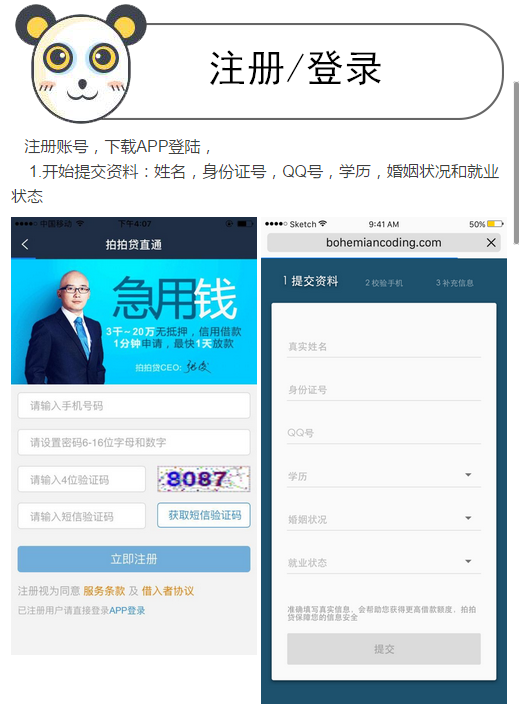 注册/登录
注册账号，下载APP登陆，
1.开始提交资料：姓名，身份证号，QQ号，学历，婚姻状况和就业
状态
中国移动 下午4:07
拍拍贷直通
急用钱
3千~20万无抵押，信用借款
1分钟申请，最快1天放款
拍拍贷CEO:
请输入手机号码
请设置密码6-16位字母和数字
请输入4位验证码
8087
请输入短信验证码
获取短信验证码
立即注册
注册视为同意 服务条款 及 借入者协议
已注册用户请直接登录APP登录
Sketch 9:41 AM 50%
bohemiancoding.com
1 提交资料 2 校验手机 3 补充信息
真实姓名
身份证号
QQ号
学历
婚姻状况
就业状态
准确填写真实信息，会帮助您获得更高借款额度，拍拍
贷保障您的信息安全
提交